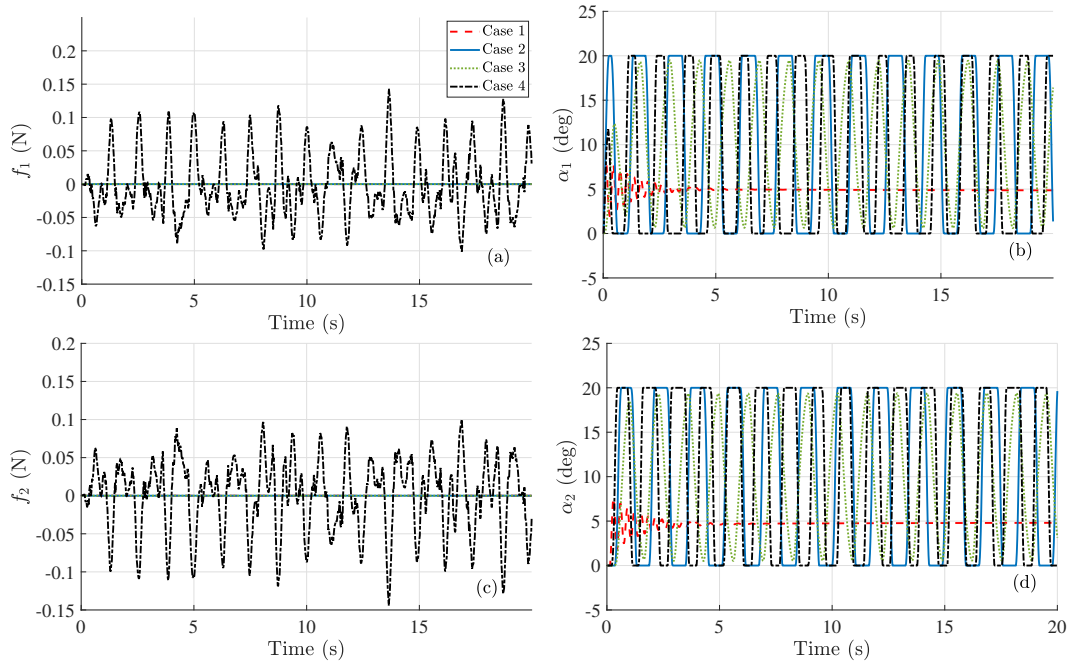 0.2
0.15
0.1
0.05
0
-0.05
-0.1
-0.15
f₁ (N)
0 5 10 15
Time (s)
(a)
Case 1
Case 2
Case 3
Case 4
25
20
15
10
5
0
-5
α₁ (deg)
0 5 10 15
Time (s)
(b)
0.2
0.15
0.1
0.05
0
0.05
-0.1
-0.15
f₂ (N)
0 5 10 15
Time (s)
(c)
25
20
15
10
5
0
-5
α₂ (deg)
0 5 10 15 20
Time (s)
(d)